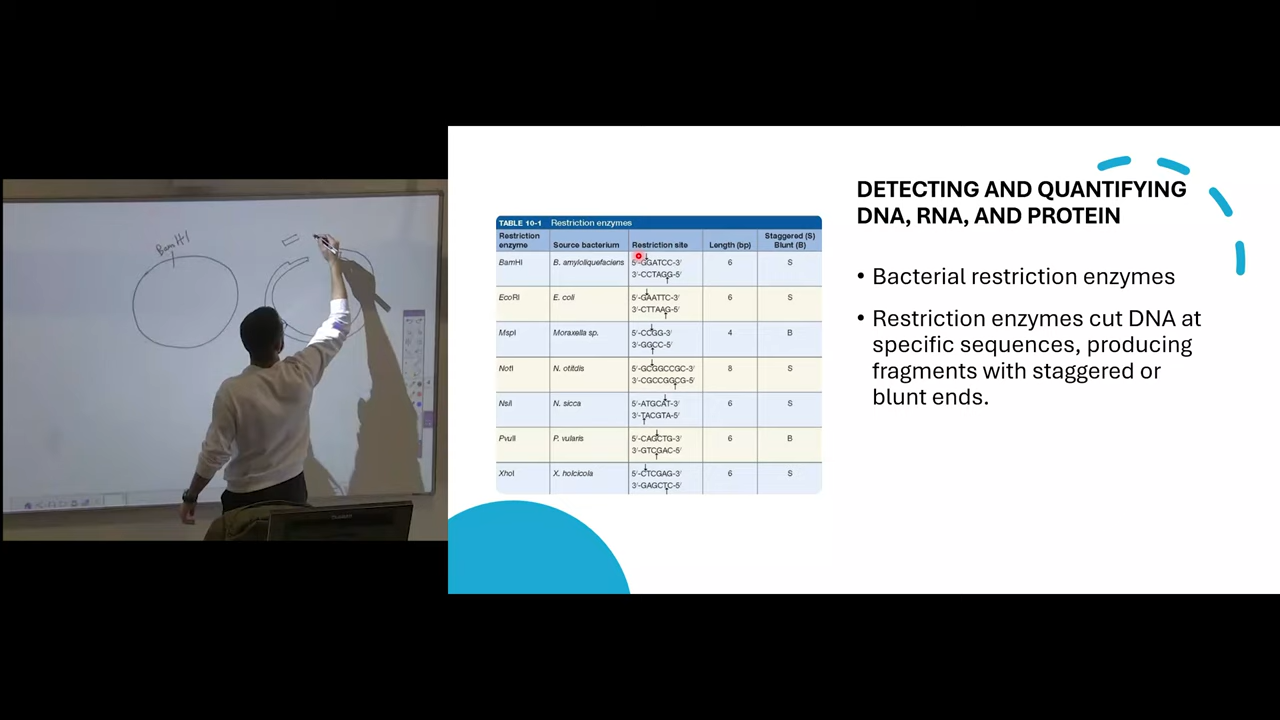 BamHI
DETECTING AND QUANTIFYING
DNA, RNA, AND PROTEIN
• Bacterial restriction enzymes
• Restriction enzymes cut DNA at
specific sequences, producing
fragments with staggered or
blunt ends.
TABLE 10-1 Restriction enzymes
Restriction enzyme Source bacterium Restriction site Length (bp) Staggered (S) Blunt (B)
BamHI B. amyloliquefaciens 5'-GGATCC-3' 6 S
3'-CCTAGG-5'
EcoRI E. coli 5'-GAATTC-3' 6 S
3'-CTTAAG-5'
MspI Moraxella sp. 5'-CCGG-3' 4 B
3'-GGCC-5'
NotI N. otitdis 5'-GCGGCCGC-3' 8 S
3'-CGCCGGCG-5'
NsiI N. sicca 5'-ATGCAT-3' 6 S
3'-TACGTA-5'
PvuII P. vularis 5'-CAGCTG-3' 6 B
3'-GTCGAC-5'
XhoI X. holcicola 5'-CTCGAG-3' 6 S
3'-GAGCTC-5'